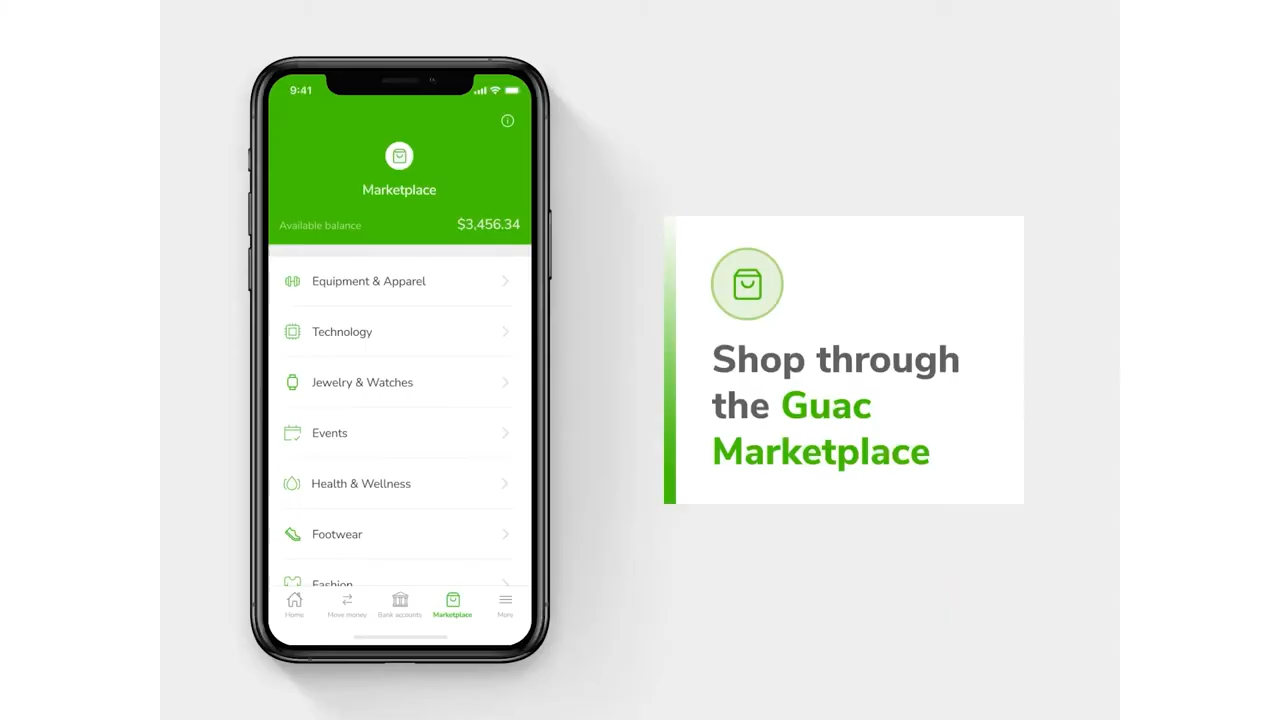 9:41
Marketplace
Available balance $3,456.34
Equipment & Apparel
Technology
Jewelry & Watches
Events
Health & Wellness
Footwear
Fashion
Home Move money Bank accounts Marketplace More
Shop through
the Guac
Marketplace